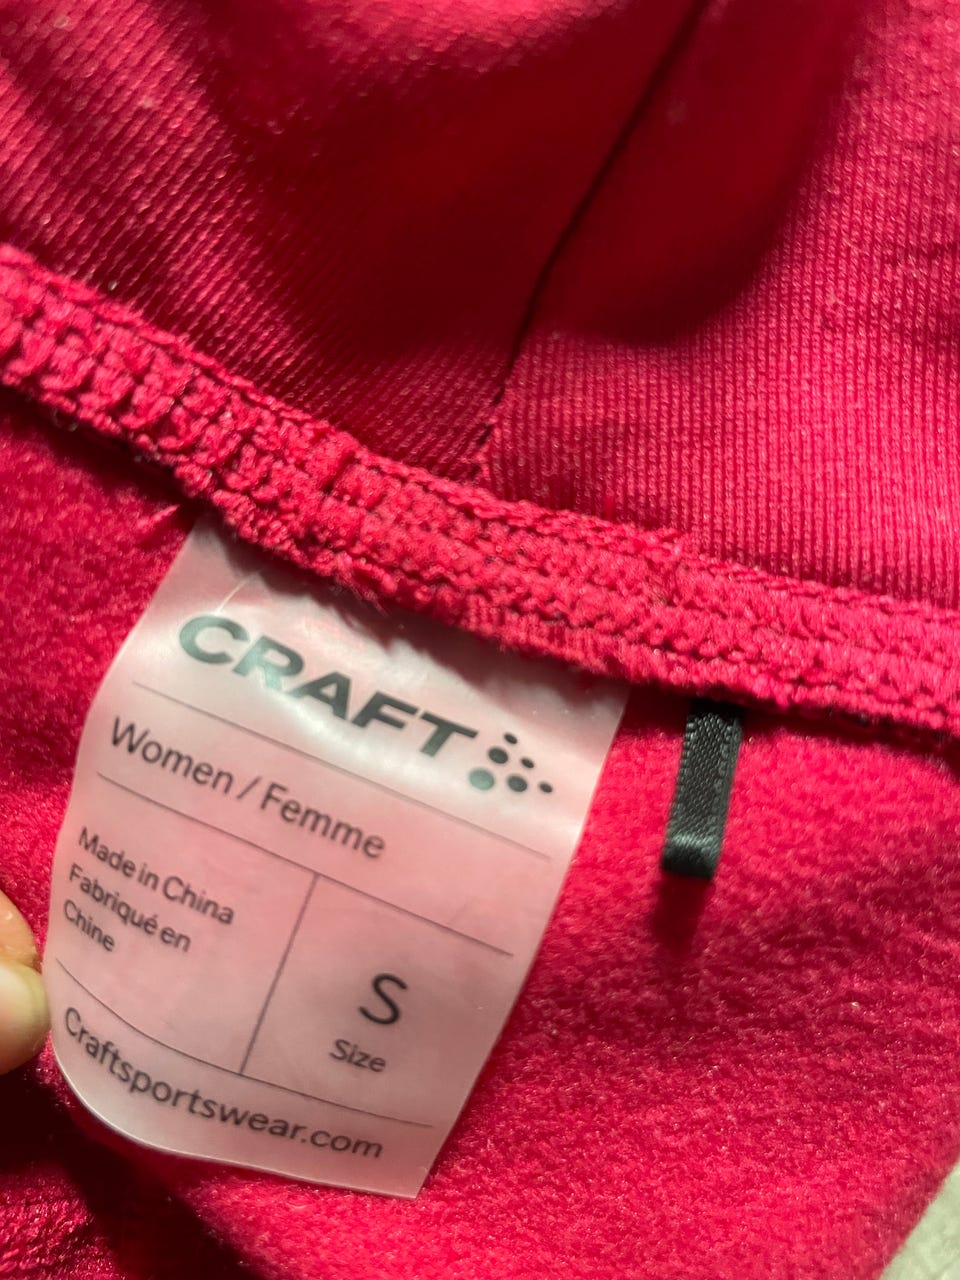 CRAFT
Women / Femme
Made in China
Fabriqué en
Chine
S
Size
Craftsportswear.com